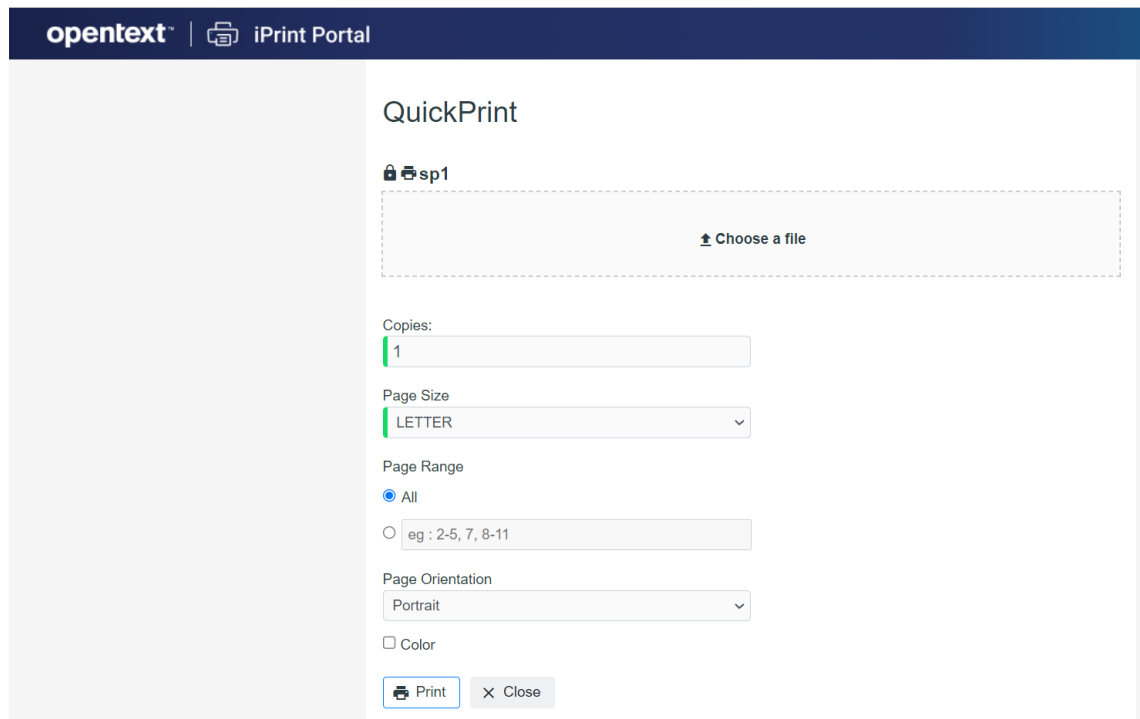 opentext™ | iPrint Portal
QuickPrint
sp1
Choose a file
Copies:
1
Page Size
LETTER
Page Range
All
eg : 2-5, 7, 8-11
Page Orientation
Portrait
Color
Print Close